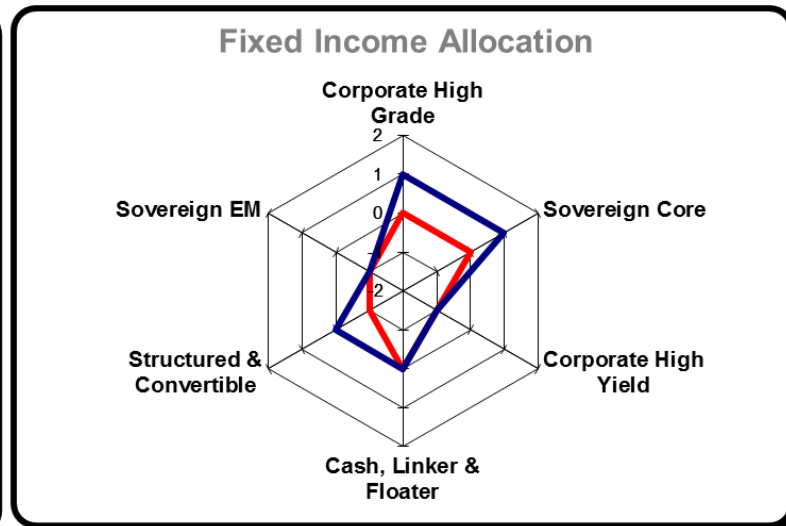 Fixed Income Allocation
Corporate High
Grade
2
1
0
-2
Sovereign EM
Sovereign Core
Structured &
Convertible
Corporate High
Yield
Cash, Linker &
Floater